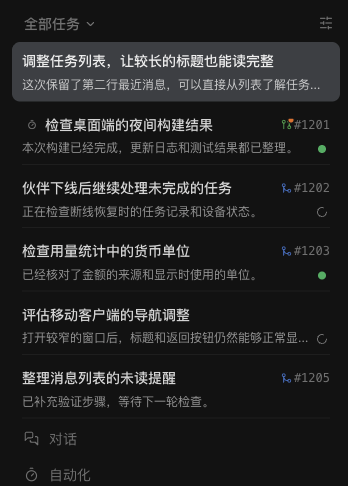 全部任务
调整任务列表，让较长的标题也能读完整
这次保留了第二行最近消息，可以直接从列表了解任务...
检查桌面端的夜间构建结果 #1201
本次构建已经完成，更新日志和测试结果都已整理。
伙伴下线后继续处理未完成的任务 #1202
正在检查断线恢复时的任务记录和设备状态。
检查用量统计中的货币单位 #1203
已经核对了金额的来源和显示时使用的单位。
评估移动客户端的导航调整
打开较窄的窗口后，标题和返回按钮仍然能够正常显...
整理消息列表的未读提醒 #1205
已补充验证步骤，等待下一轮检查。
对话
自动化